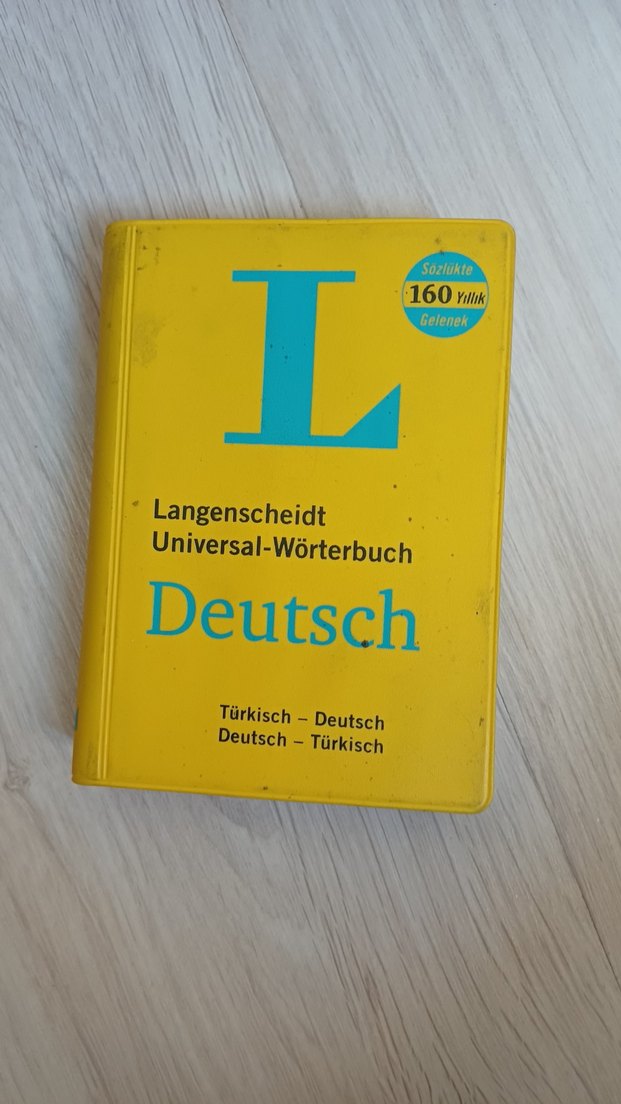 L
Sözlükte
160 Yıllık
Gelenek
Langenscheidt
Universal-Wörterbuch
Deutsch
Türkisch – Deutsch
Deutsch – Türkisch